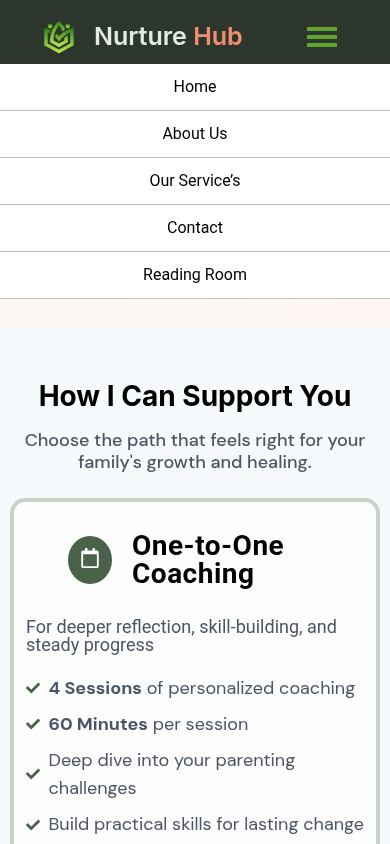 Nurture Hub
Home
About Us
Our Service’s
Contact
Reading Room
How I Can Support You
Choose the path that feels right for your
family's growth and healing.
One-to-One
Coaching
For deeper reflection, skill-building, and
steady progress
4 Sessions of personalized coaching
60 Minutes per session
Deep dive into your parenting
challenges
Build practical skills for lasting change